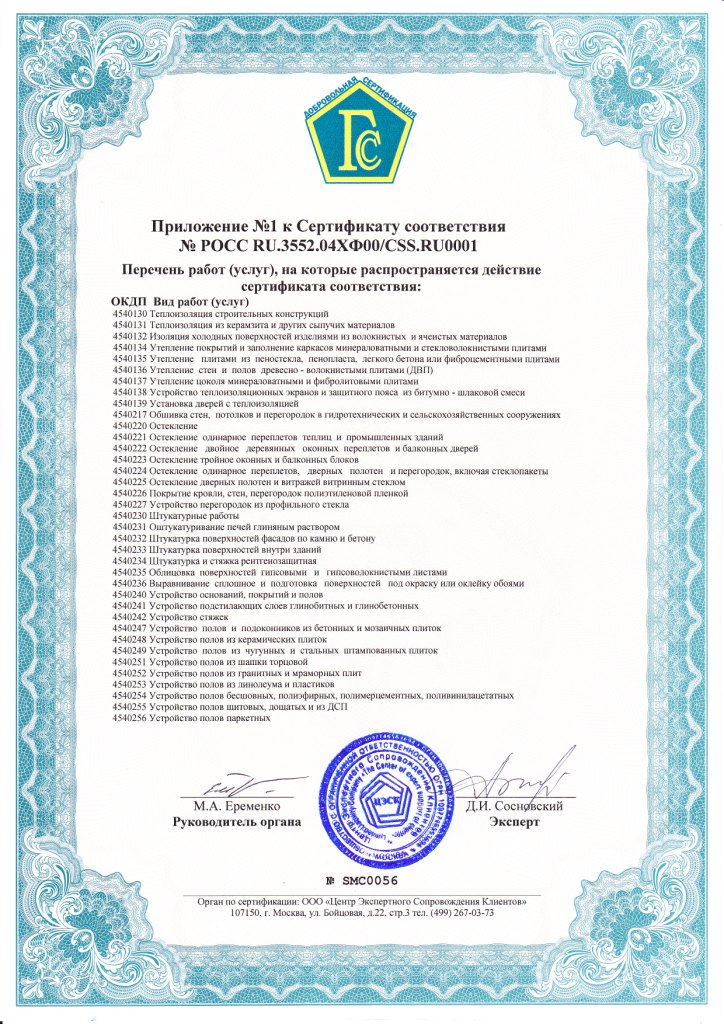 ДОБРОВОЛЬНАЯ СЕРТИФИКАЦИЯ
ГСС
Приложение №1 к Сертификату соответствия
№ РОСС RU.3552.04ХФ00/CSS.RU0001
Перечень работ (услуг), на которые распространяется действие
сертификата соответствия:
ОКДП Вид работ (услуг)
4540130 Теплоизоляция строительных конструкций
4540131 Теплоизоляция из керамзита и других сыпучих материалов
4540132 Изоляция холодных поверхностей изделиями из волокнистых и ячеистых материалов
4540134 Утепление покрытий и заполнение каркасов минераловатными и стекловолокнистыми плитами
4540135 Утепление плитами из пеностекла, пенопласта, легкого бетона или фиброцементными плитами
4540136 Утепление стен и полов древесно - волокнистыми плитами (ДВП)
4540137 Утепление цоколя минераловатными и фибролитовыми плитами
4540138 Устройство теплоизоляционных экранов и защитного пояса из битумно - шлаковой смеси
4540139 Установка дверей с теплоизоляцией
4540217 Обшивка стен, потолков и перегородок в гидротехнических и сельскохозяйственных сооружениях
4540220 Остекление
4540221 Остекление одинарное переплетов теплиц и промышленных зданий
4540222 Остекление двойное деревянных оконных переплетов и балконных дверей
4540223 Остекление тройное оконных и балконных блоков
4540224 Остекление одинарное переплетов, дверных полотен и перегородок, включая стеклопакеты
4540225 Остекление дверных полотен и витражей витринным стеклом
4540226 Покрытие кровли, стен, перегородок полиэтиленовой пленкой
4540227 Устройство перегородок из профильного стекла
4540230 Штукатурные работы
4540231 Оштукатуривание печей глиняным раствором
4540232 Штукатурка поверхностей фасадов по камню и бетону
4540233 Штукатурка поверхностей внутри зданий
4540234 Штукатурка и стяжка рентгенозащитная
4540235 Облицовка поверхностей гипсовыми и гипсоволокнистыми листами
4540236 Выравнивание сплошное и подготовка поверхностей под окраску или оклейку обоями
4540240 Устройство оснований, покрытий и полов
4540241 Устройство подстилающих слоев глинобитных и глинобетонных
4540242 Устройство стяжек
4540247 Устройство полов и подоконников из бетонных и мозаичных плиток
4540248 Устройство полов из керамических плиток
4540249 Устройство полов из чугунных и стальных штампованных плиток
4540251 Устройство полов из шашки торцовой
4540252 Устройство полов из гранитных и мраморных плит
4540253 Устройство полов из линолеума и пластиков
4540254 Устройство полов бесшовных, полиэфирных, полимерцементных, поливинилацетатных
4540255 Устройство полов щитовых, дощатых и из ДСП
4540256 Устройство полов паркетных
ОБЩЕСТВО С ОГРАНИЧЕННОЙ ОТВЕТСТВЕННОСТЬЮ ОГРН
Центр Экспертного Сопровождения Клиентов
The Center of expert support of clients
ЦЭСК
МОСКВА
М.А. Еременко
Д.И. Сосновский
Руководитель органа
Эксперт
№ SMC0056
Орган по сертификации: ООО «Центр Экспертного Сопровождения Клиентов»
107150, г. Москва, ул. Бойцовая, д.22, стр.3 тел. (499) 267-03-73